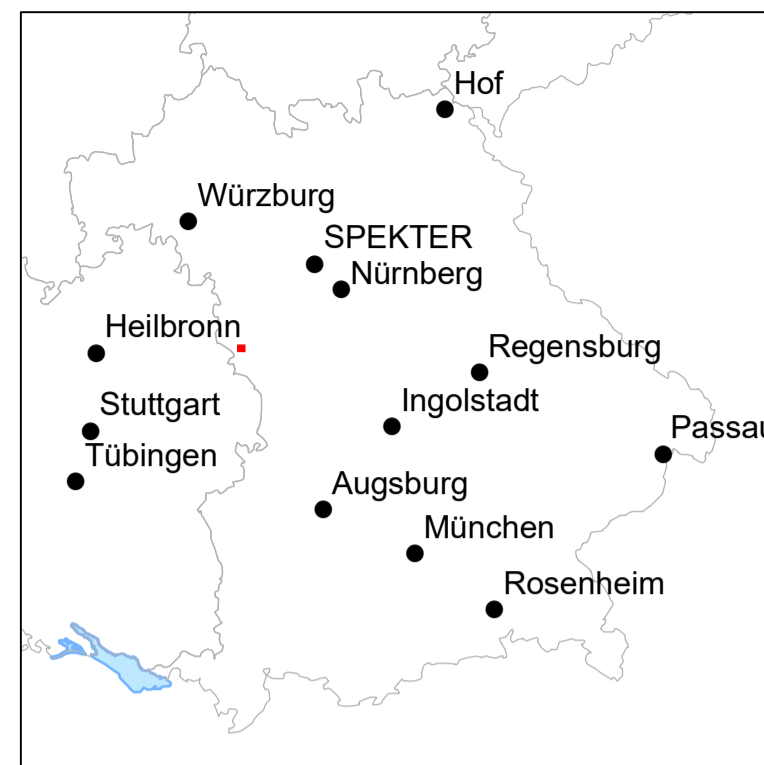 Hof
Würzburg
SPEKTER
Nürnberg
Heilbronn
Regensburg
Stuttgart
Ingolstadt
Passau
Tübingen
Augsburg
München
Rosenheim